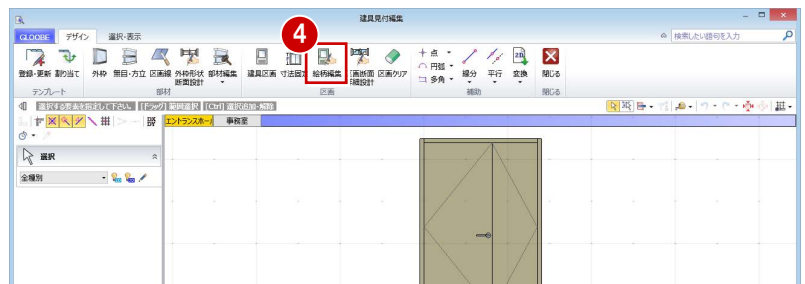 建具見付編集
GLOOBE デザイン 選択・表示 検索したい語句を入力
4
登録・更新 割り当て 外枠 無目・方立 区画線 外枠形状断面設計 部材編集 建具区画 寸法固定 絵柄編集 区画断面詳細設計 区画クリア 点 円弧 多角 線分 平行 変換 閉じる
テンプレート 部材 区画 補助 閉じる
選択する要素を指定して下さい。 [[ドラッグ] 範囲選択] [[Ctrl] 選択追加・解除]
エントランスホール 事務室
選択
全種別